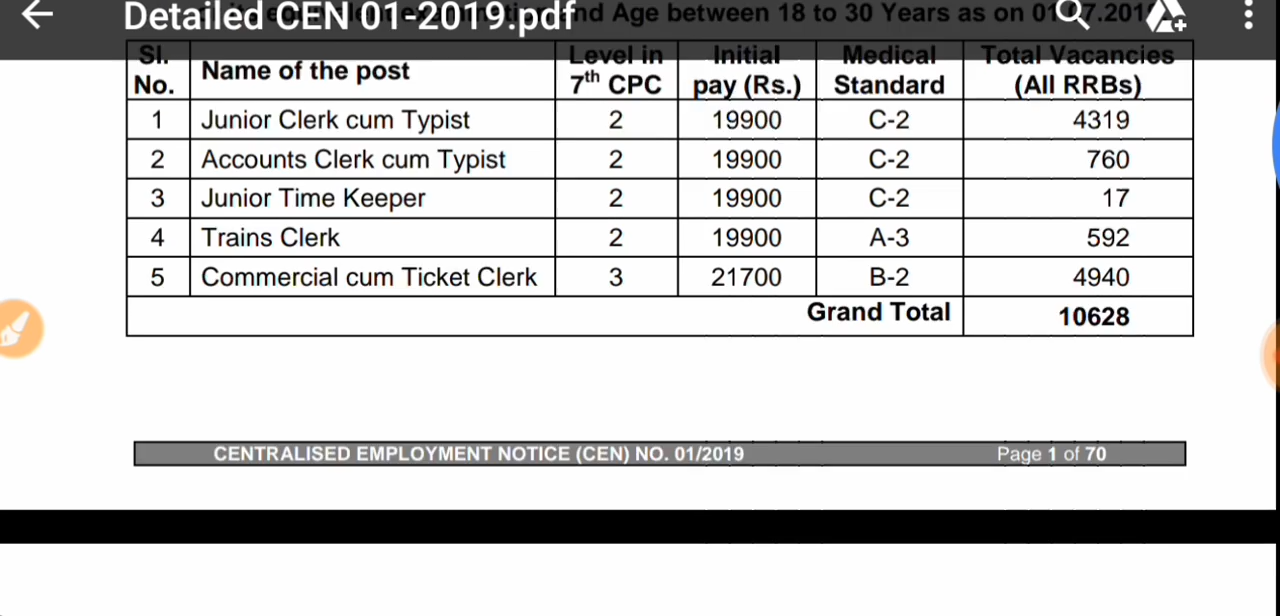 Detailed CEN 01-2019.pdf
nd Age between 18 to 30 Years as on 01.07.201
Sl. No. Name of the post Level in 7th CPC Initial pay (Rs.) Medical Standard Total Vacancies (All RRBs)
1 Junior Clerk cum Typist 2 19900 C-2 4319
2 Accounts Clerk cum Typist 2 19900 C-2 760
3 Junior Time Keeper 2 19900 C-2 17
4 Trains Clerk 2 19900 A-3 592
5 Commercial cum Ticket Clerk 3 21700 B-2 4940
Grand Total 10628
CENTRALISED EMPLOYMENT NOTICE (CEN) NO. 01/2019 Page 1 of 70